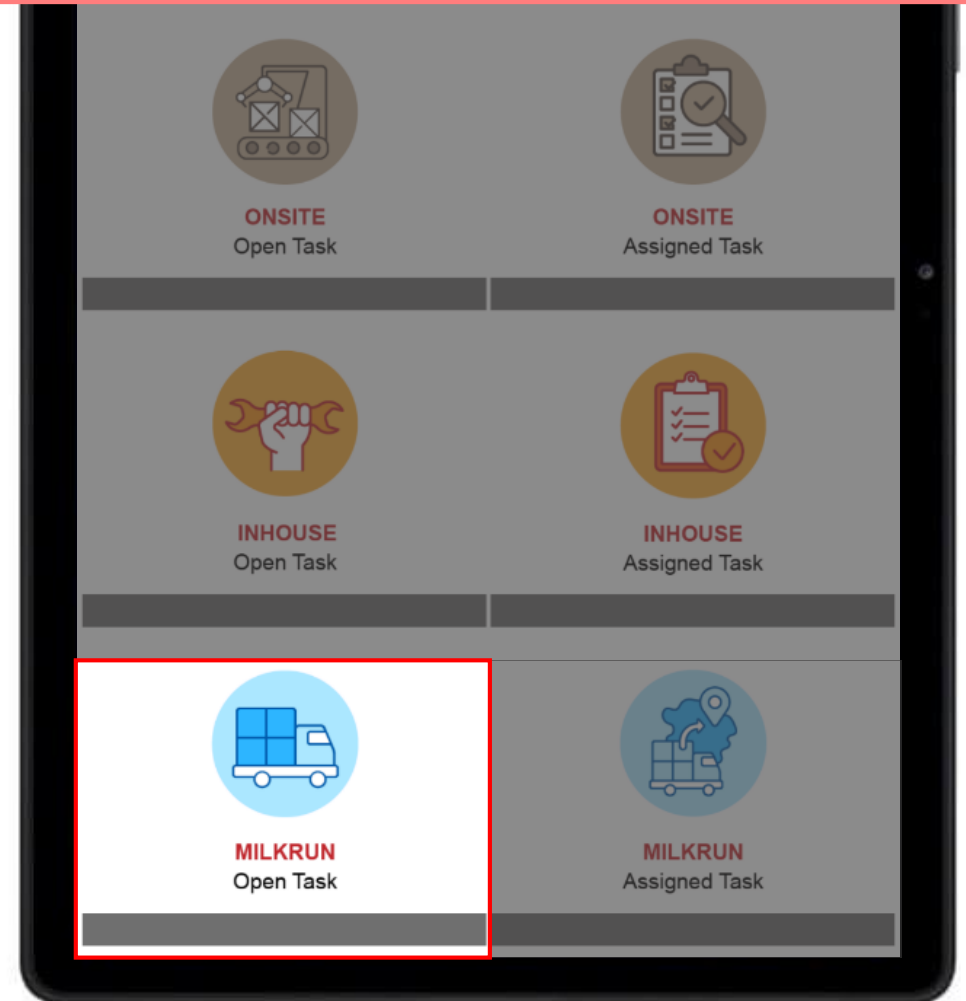 ONSITE
Open Task
ONSITE
Assigned Task
INHOUSE
Open Task
INHOUSE
Assigned Task
MILKRUN
Open Task
MILKRUN
Assigned Task